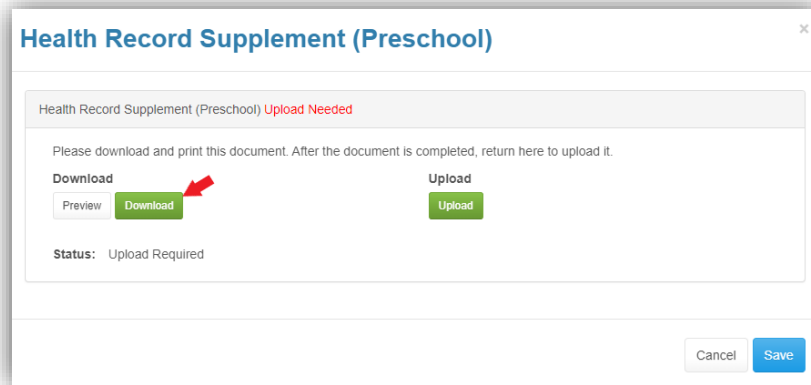 Health Record Supplement (Preschool)
×
Health Record Supplement (Preschool) Upload Needed
Please download and print this document. After the document is completed, return here to upload it.
Download Upload
Preview Download Upload
Status: Upload Required
Cancel Save